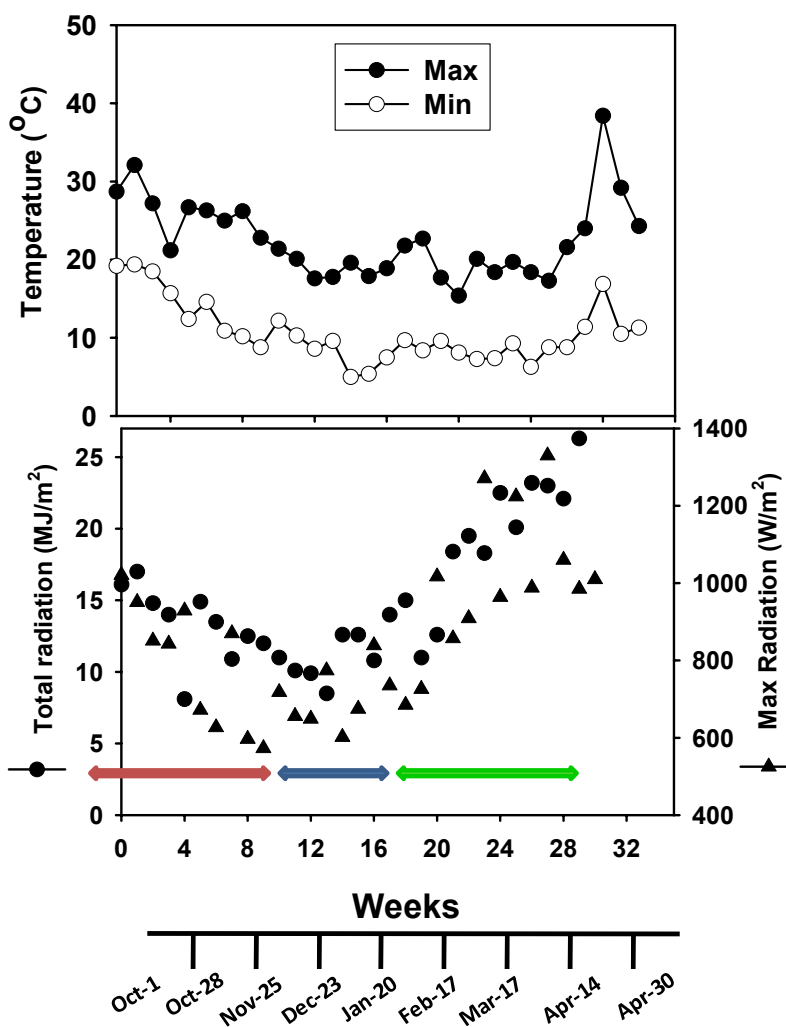 50
40
30
20
10
0
Temperature (°C)
Max
Min
25
20
15
10
5
0
Total radiation (MJ/m²)
1400
1200
1000
800
600
400
Max Radiation (W/m²)
0 4 8 12 16 20 24 28 32
Weeks
Oct-1 Oct-28 Nov-25 Dec-23 Jan-20 Feb-17 Mar-17 Apr-14 Apr-30